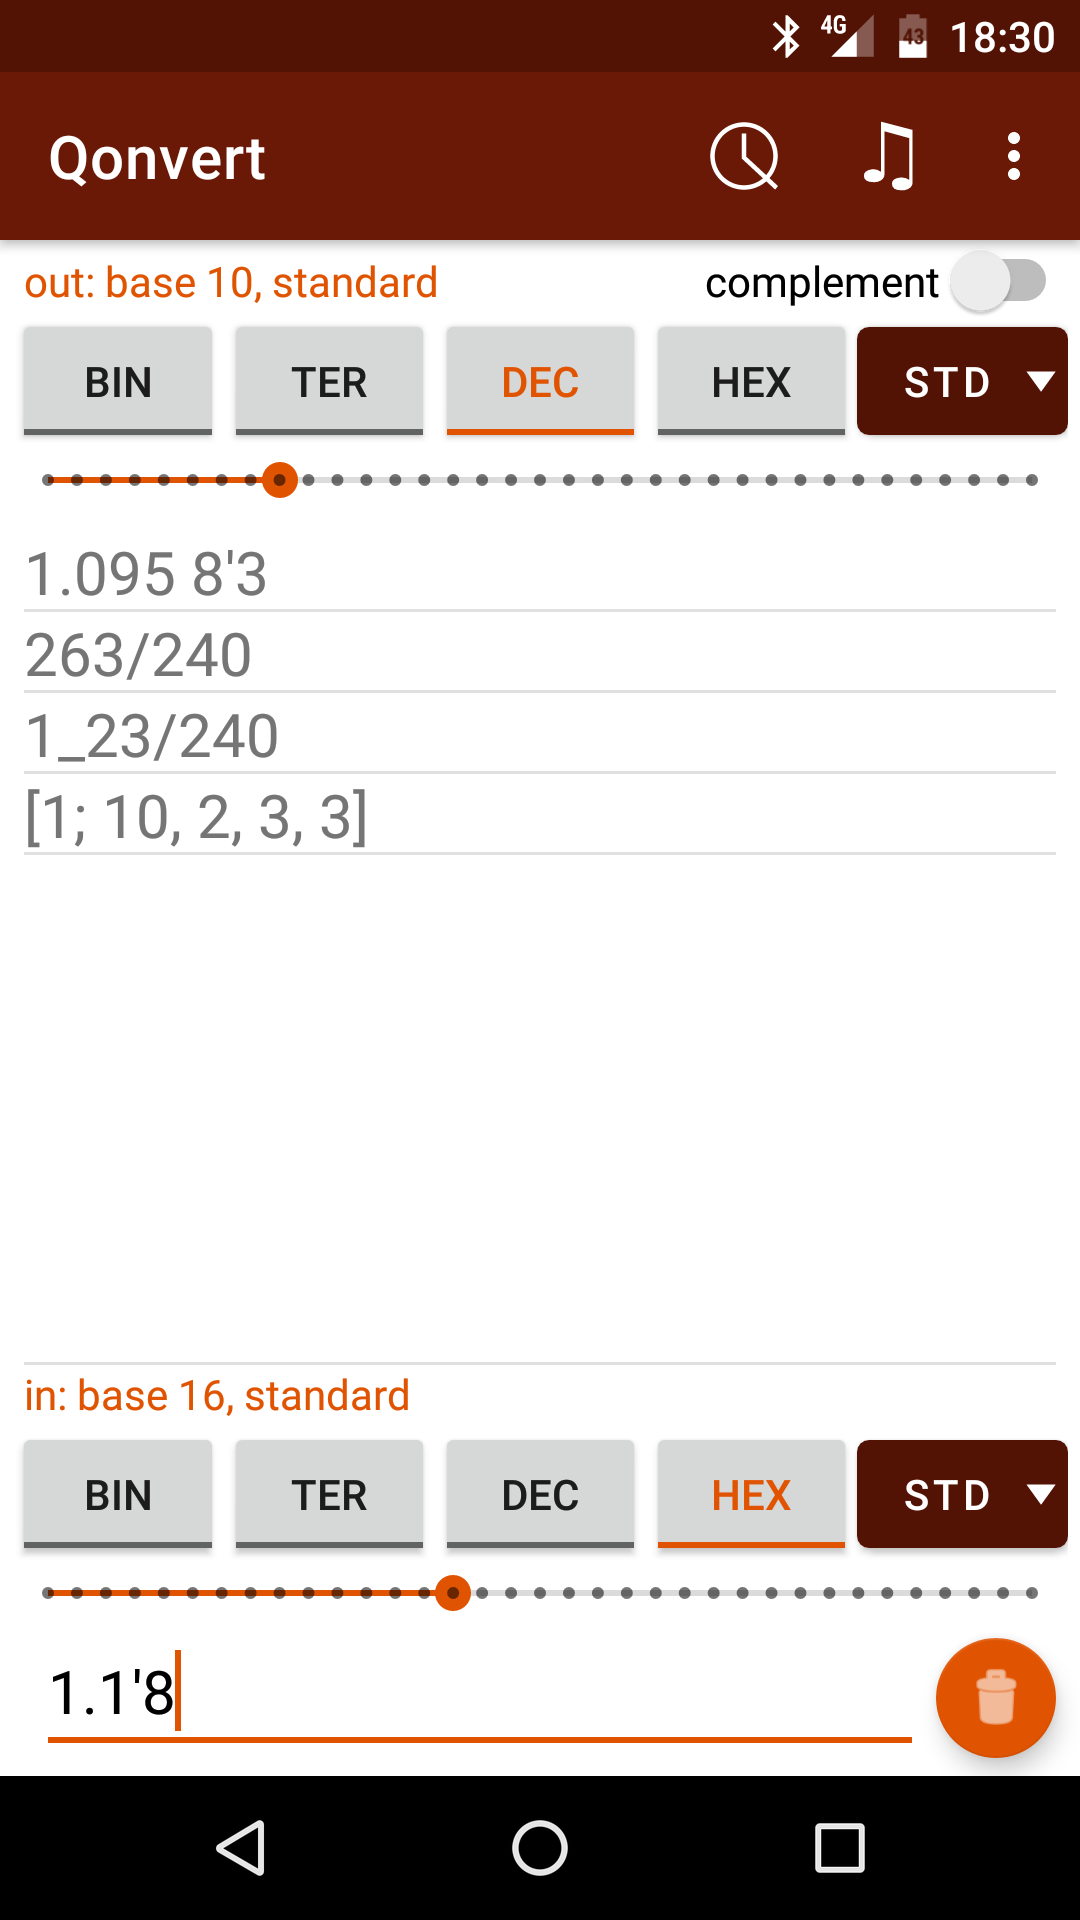 4G 43 18:30
Qonvert
out: base 10, standard complement
BIN TER DEC HEX STD
1.095 8'3
263/240
1_23/240
[1; 10, 2, 3, 3]
in: base 16, standard
BIN TER DEC HEX STD
1.1'8